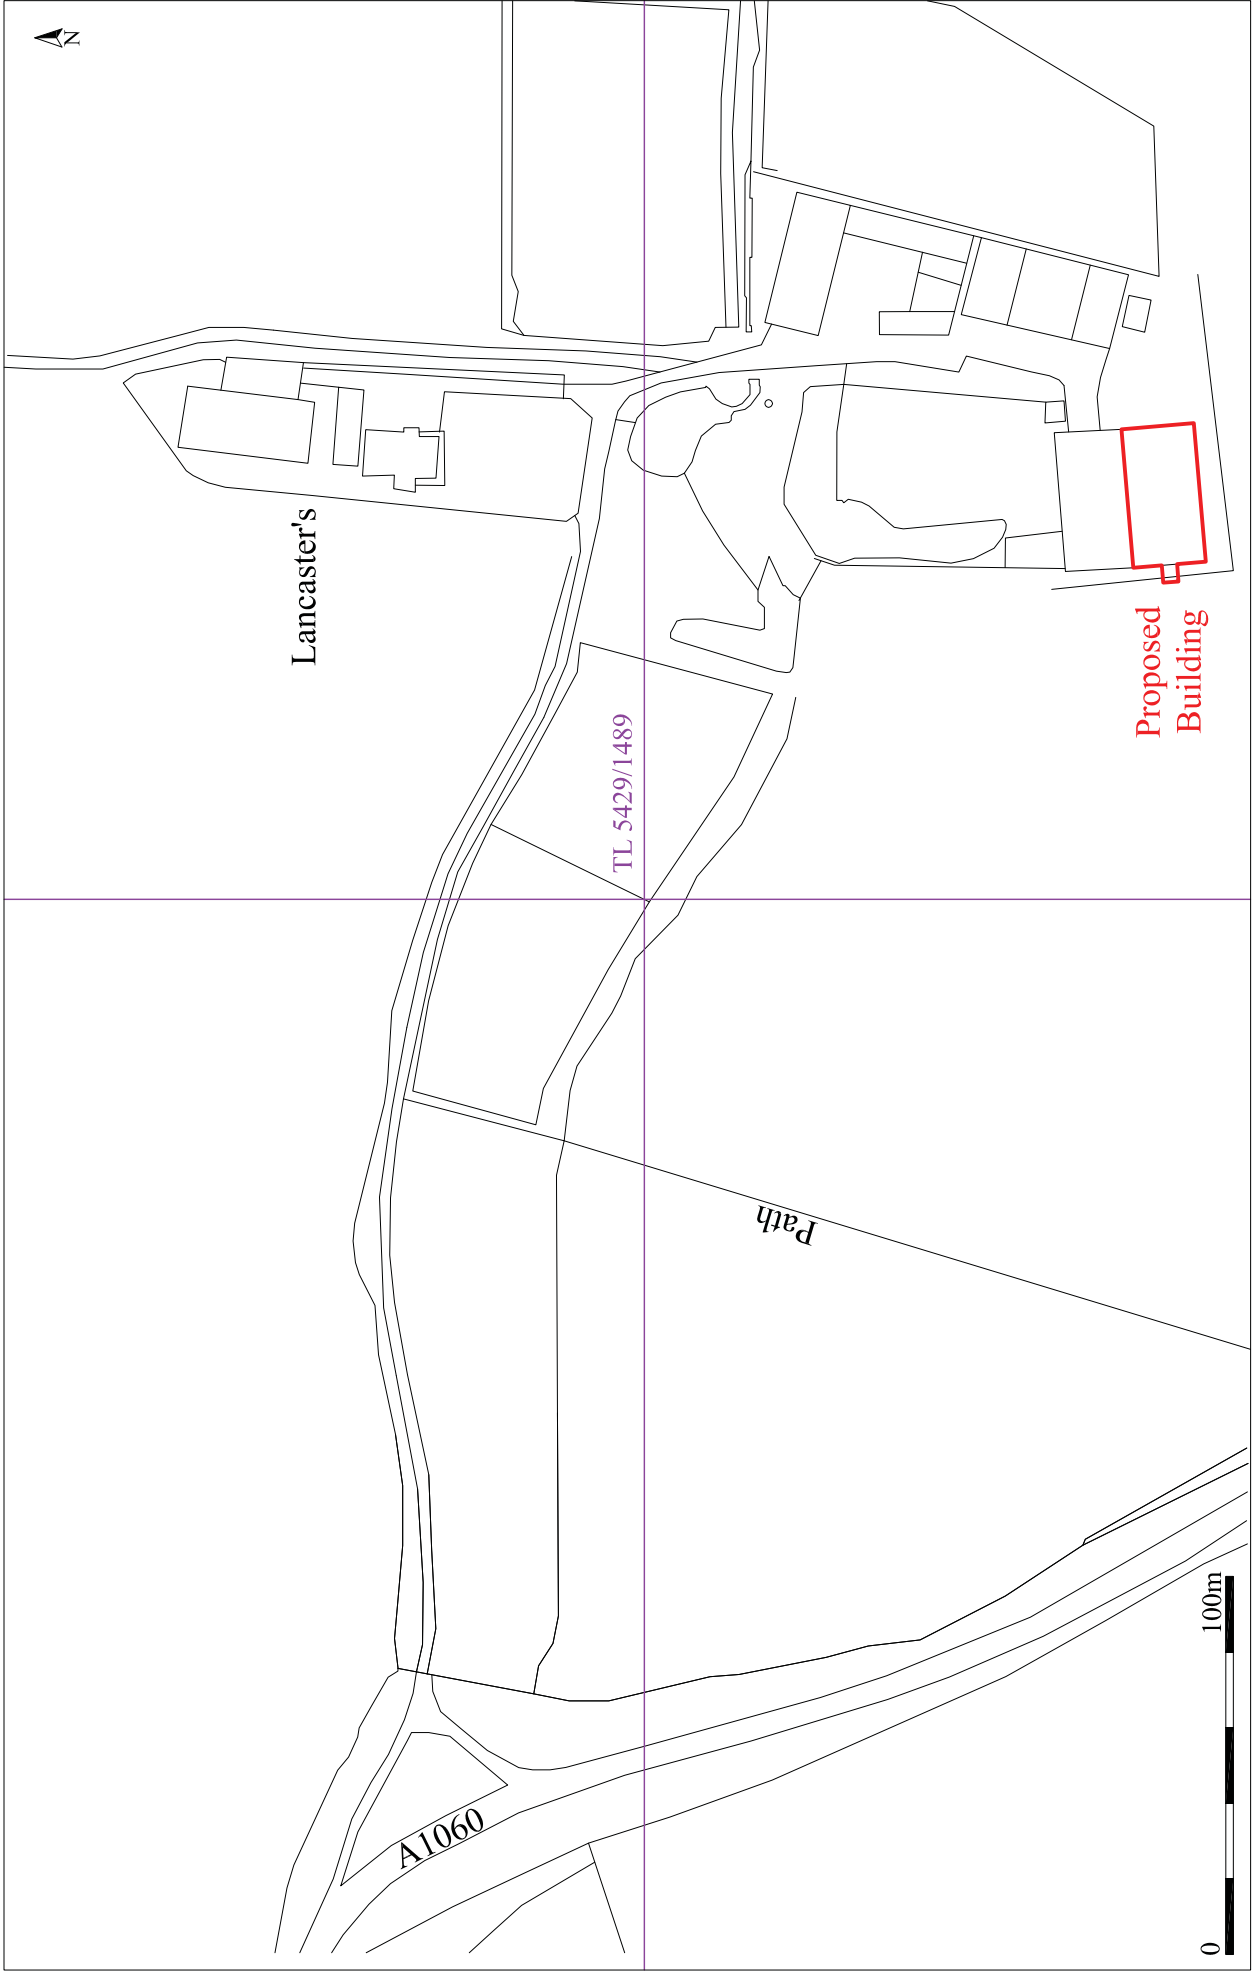 N
Lancaster's
TL 5429/1489
Proposed
Building
Path
A1060
0
100m